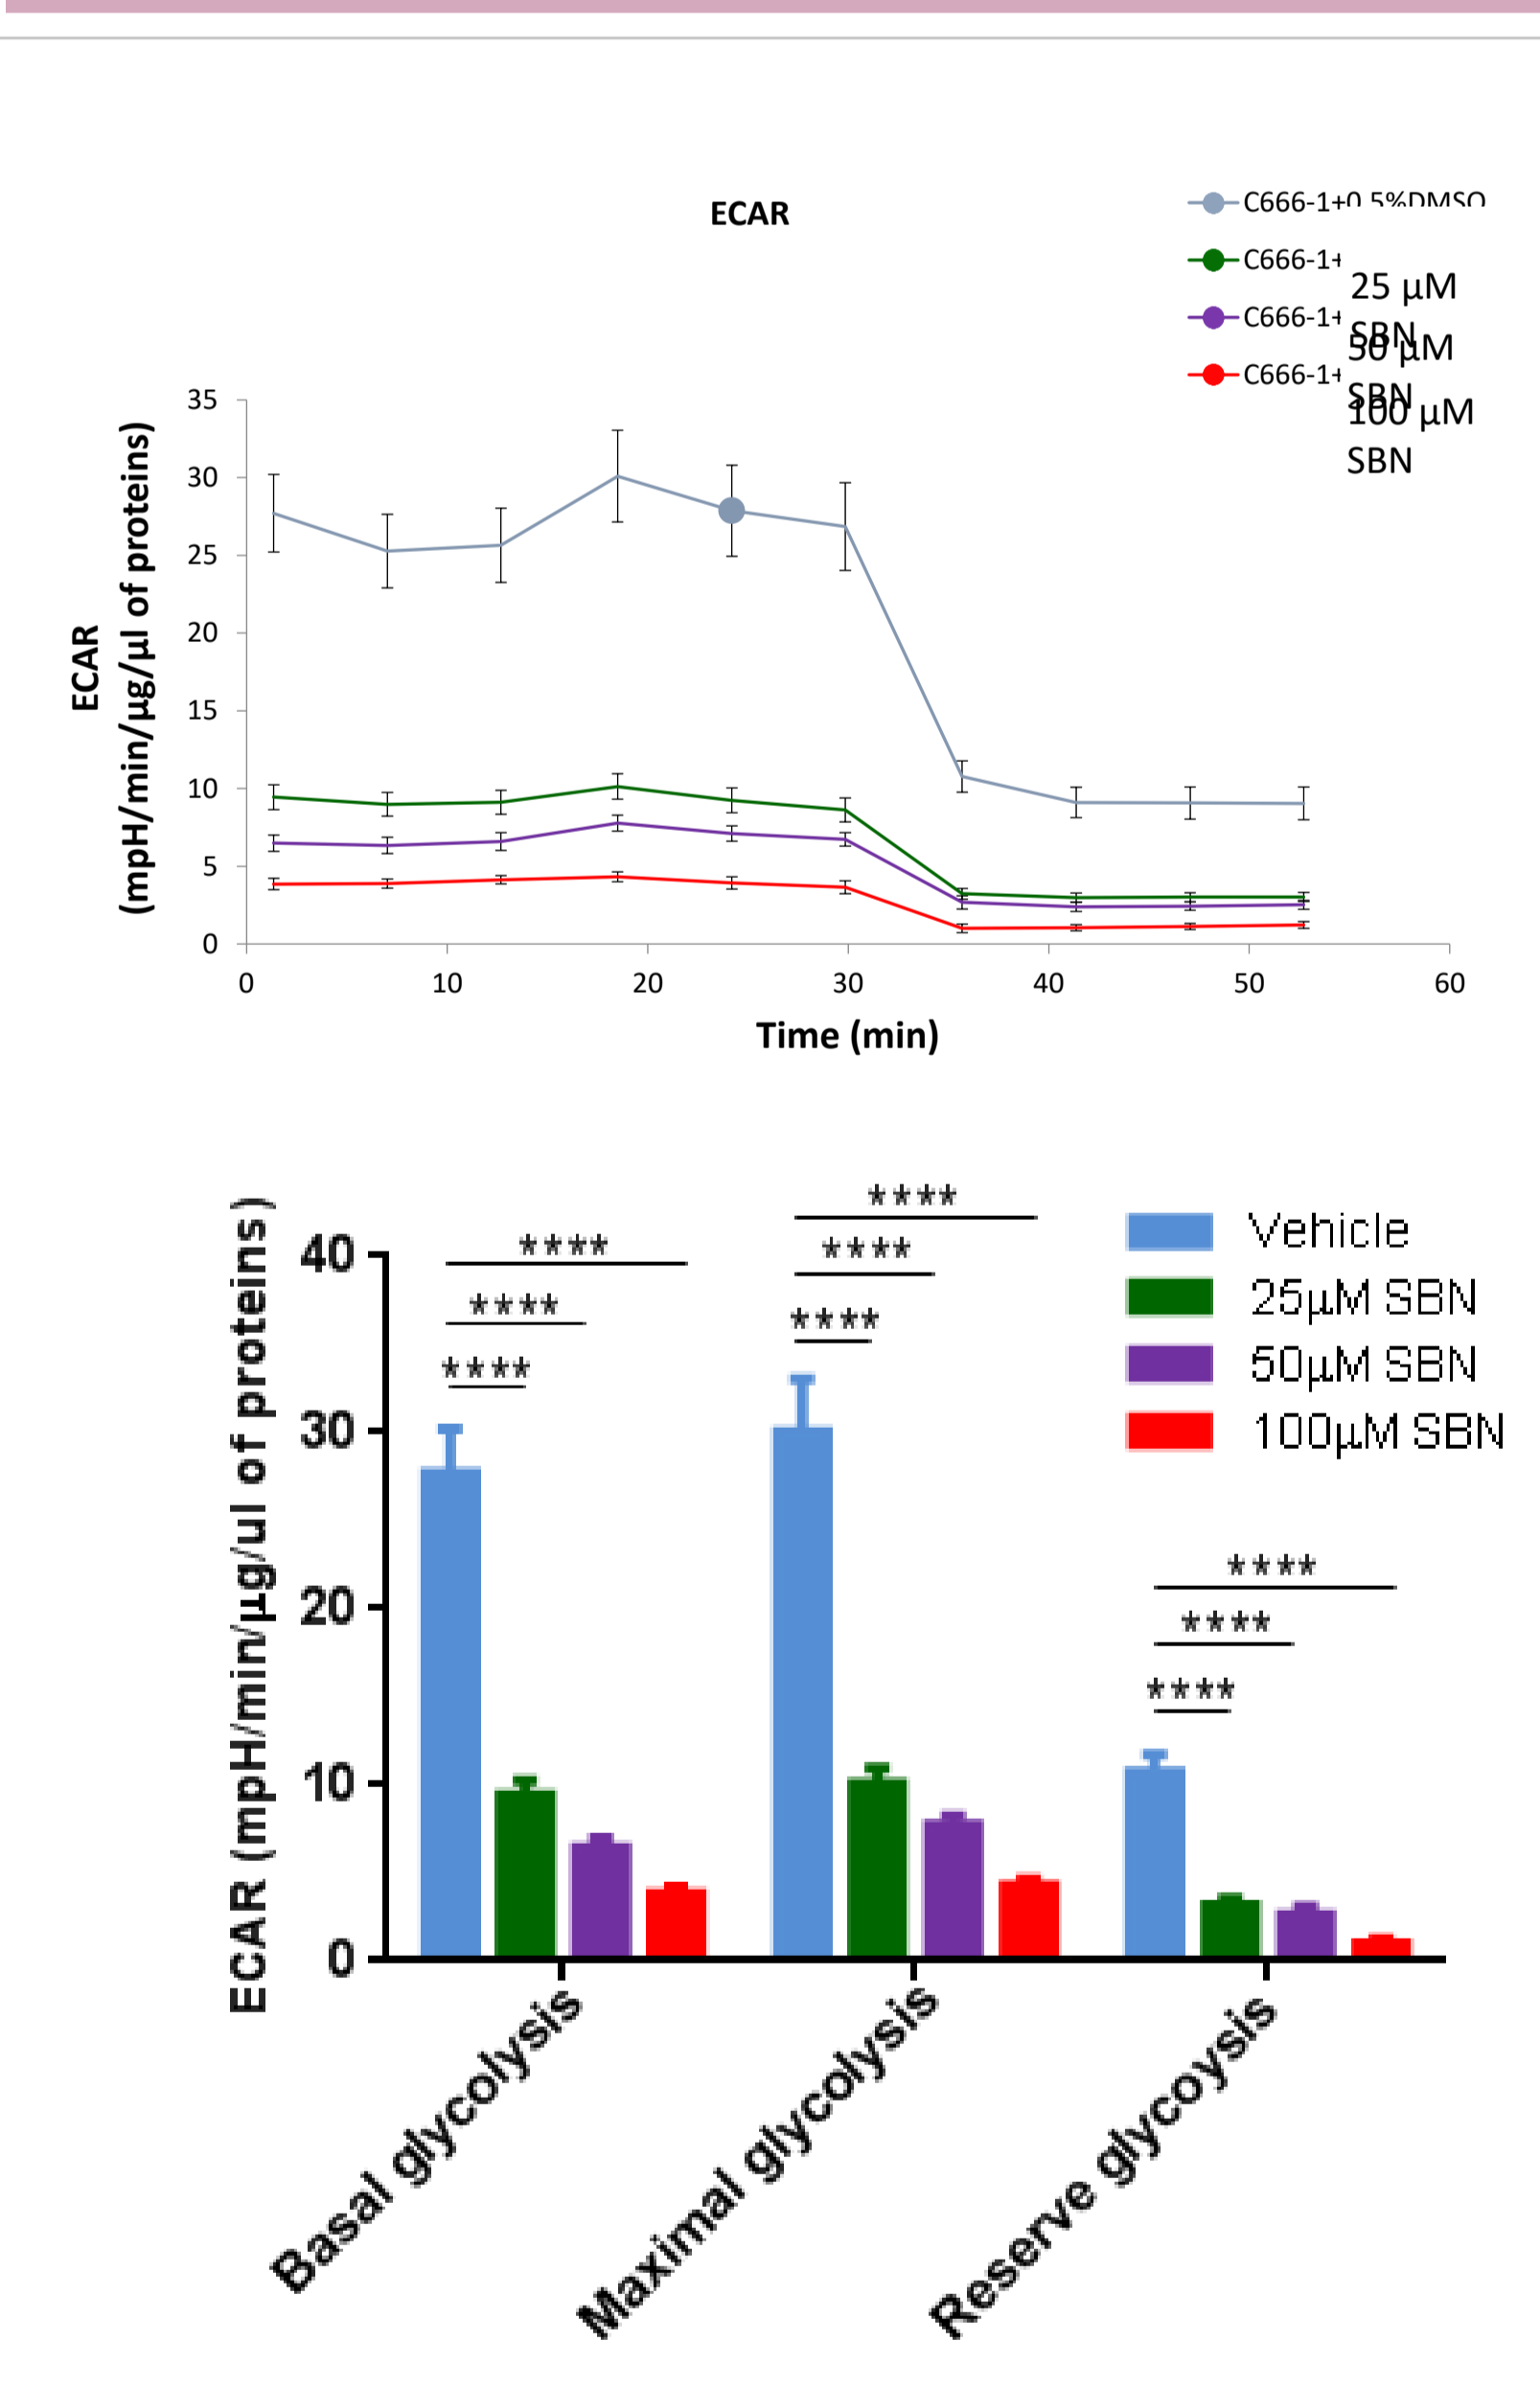 ECAR
C666-1+0.5%DMSO
C666-1+
25 µM
SBN
C666-1+
50 µM
SBN
C666-1+
100 µM
SBN
35
30
25
20
15
10
5
0
ECAR
(mpH/min/µg/µl of proteins)
0 10 20 30 40 50 60
Time (min)
ECAR (mpH/min/µg/ul of proteins)
40
30
20
10
0
**** **** ****
**** **** ****
**** **** ****
Vehicle
25µM SBN
50µM SBN
100µM SBN
Basal glycolysis
Maximal glycolysis
Reserve glycoysis